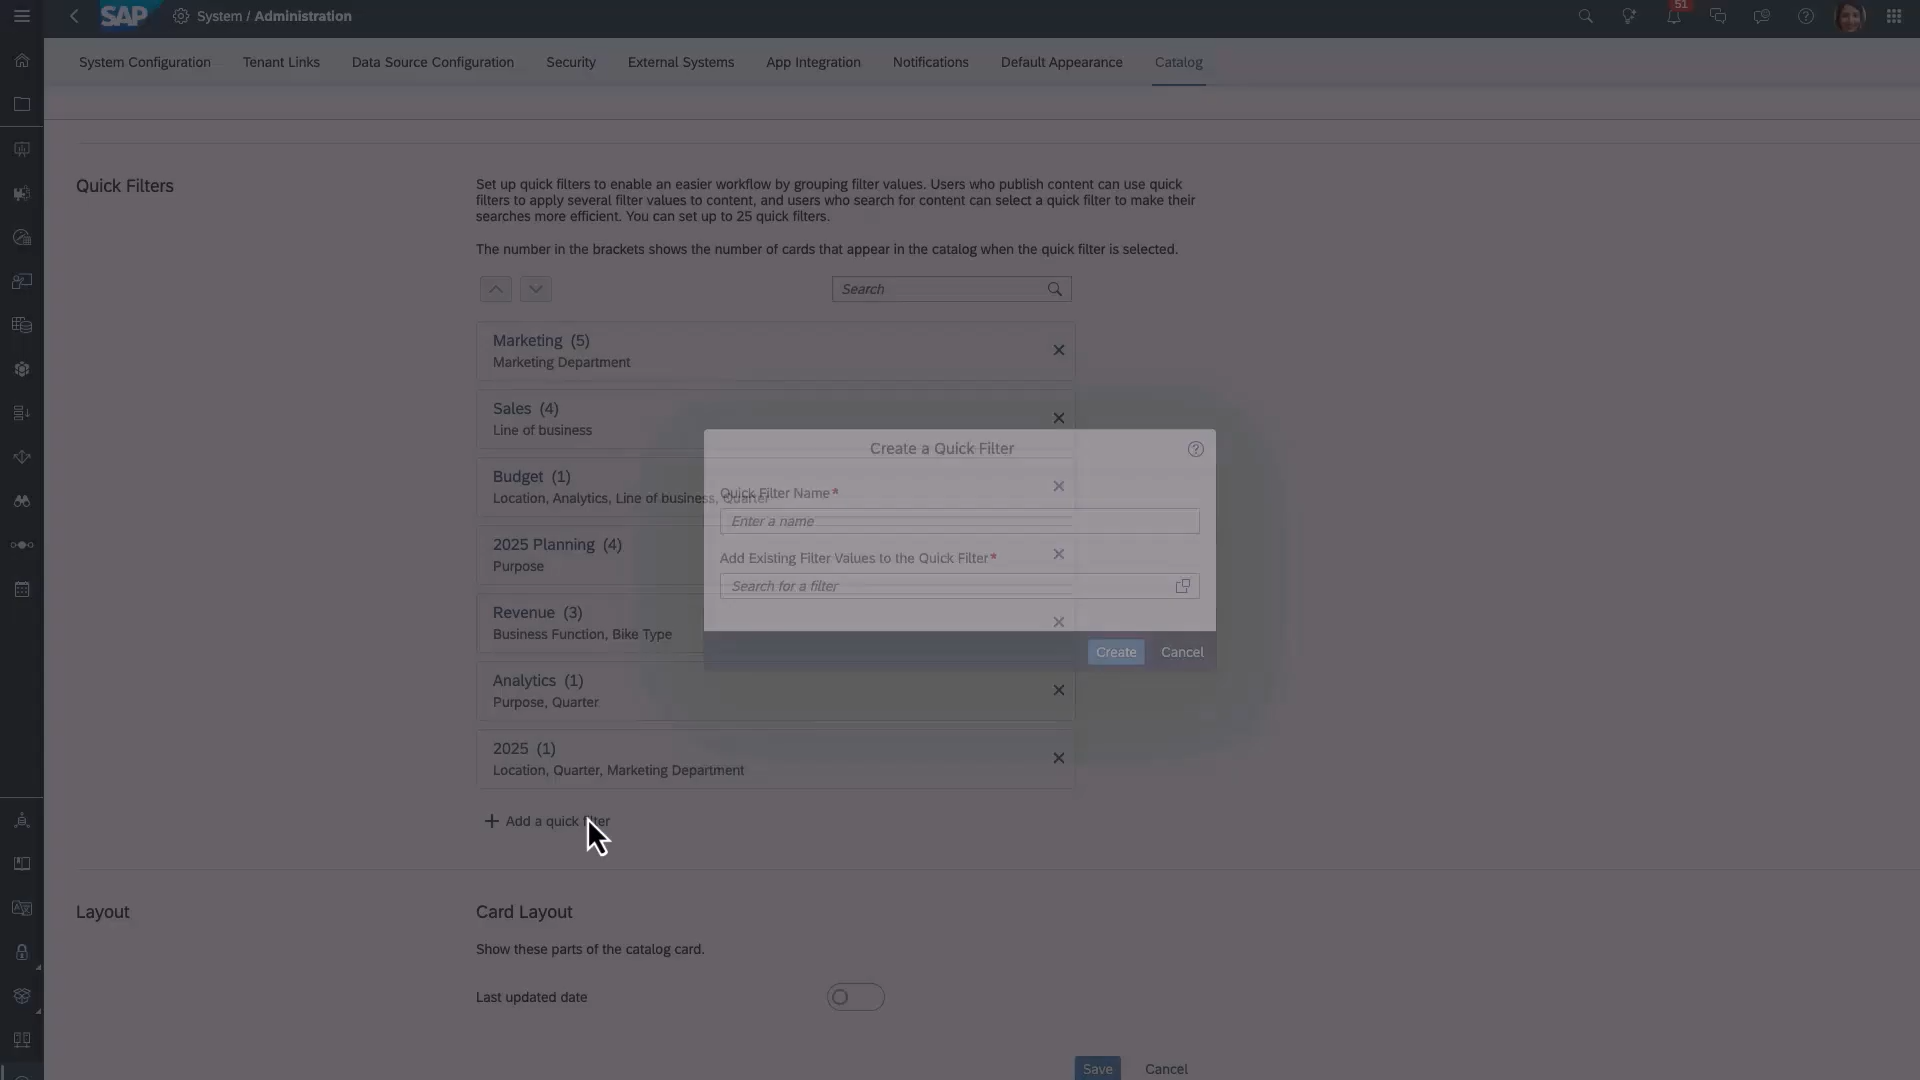 SAP
System / Administration
51
System Configuration
Tenant Links
Data Source Configuration
Security
External Systems
App Integration
Notifications
Default Appearance
Catalog
Quick Filters
Set up quick filters to enable an easier workflow by grouping filter values. Users who publish content can use quick
filters to apply several filter values to content, and users who search for content can select a quick filter to make their
searches more efficient. You can set up to 25 quick filters.
The number in the brackets shows the number of cards that appear in the catalog when the quick filter is selected.
Search
Marketing (5)
Marketing Department
Sales (4)
Line of business
Budget (1)
Location, Analytics, Line of business, Quarter
2025 Planning (4)
Purpose
Revenue (3)
Business Function, Bike Type
Analytics (1)
Purpose, Quarter
2025 (1)
Location, Quarter, Marketing Department
Add a quick filter
Create a Quick Filter
Quick Filter Name*
Enter a name
Add Existing Filter Values to the Quick Filter*
Search for a filter
Create
Cancel
Layout
Card Layout
Show these parts of the catalog card.
Last updated date
Save
Cancel